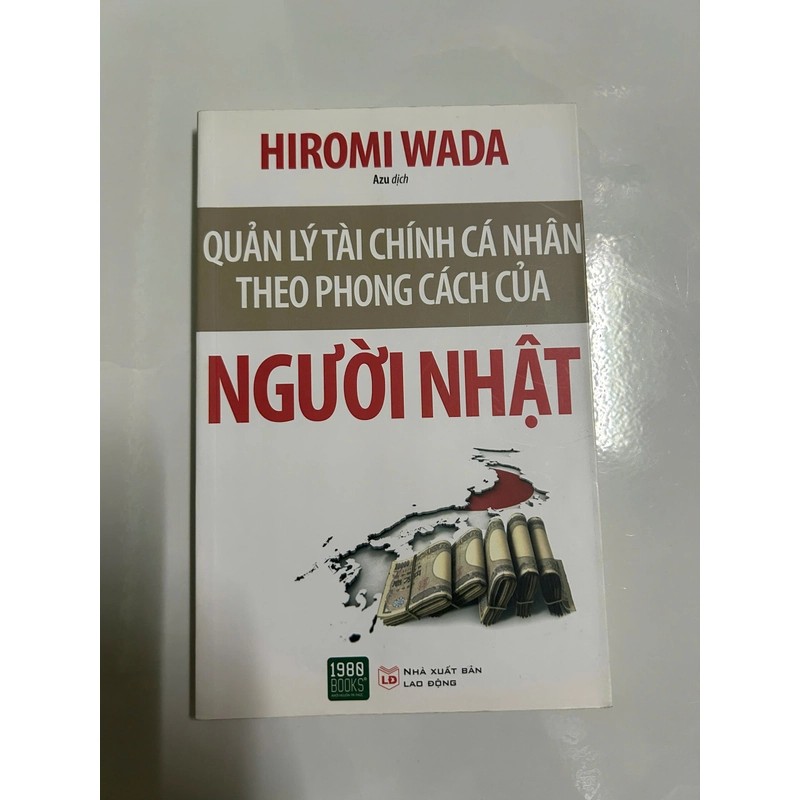 HIROMI WADA
Azu dịch
QUẢN LÝ TÀI CHÍNH CÁ NHÂN
THEO PHONG CÁCH CỦA
NGƯỜI NHẬT
1980
BOOKS
NHÀ XUẤT BẢN
LĐ
LAO ĐỘNG